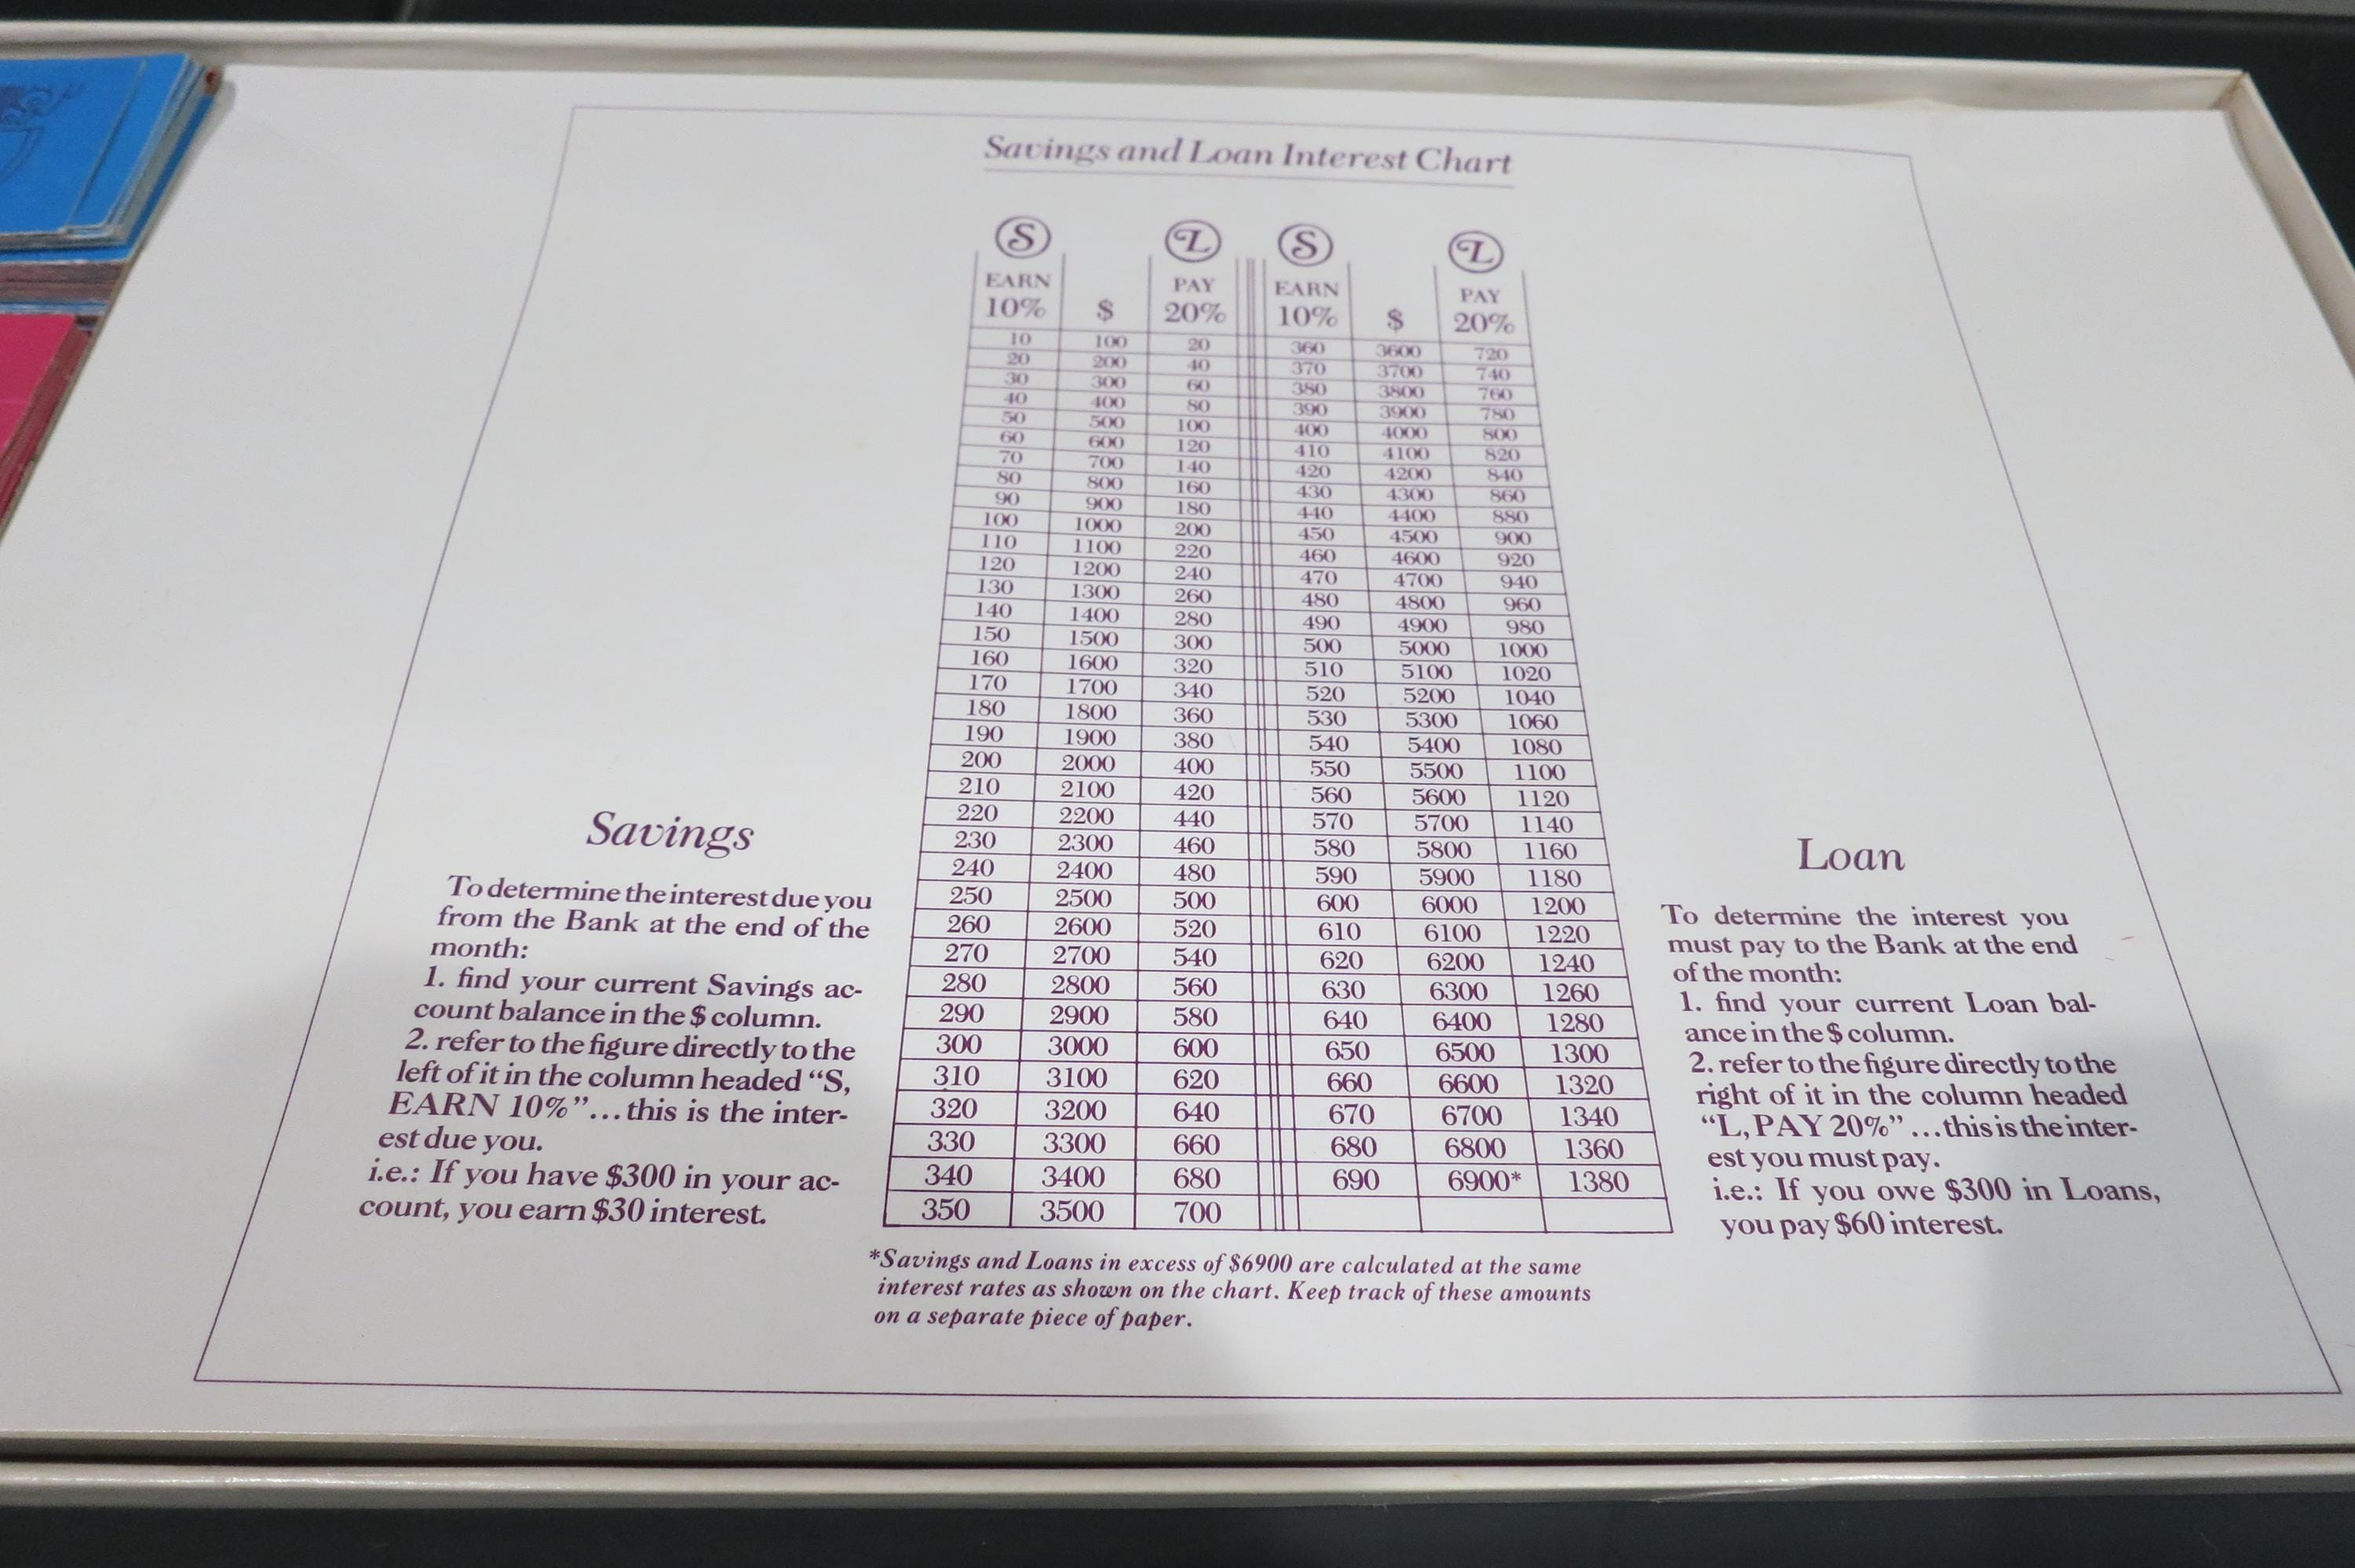 Savings and Loan Interest Chart
S L S L
EARN PAY EARN PAY
10% $ 20% 10% $ 20%
10 100 20 360 3600 720
20 200 40 370 3700 740
30 300 60 380 3800 760
40 400 80 390 3900 780
50 500 100 400 4000 800
60 600 120 410 4100 820
70 700 140 420 4200 840
80 800 160 430 4300 860
90 900 180 440 4400 880
100 1000 200 450 4500 900
110 1100 220 460 4600 920
120 1200 240 470 4700 940
130 1300 260 480 4800 960
140 1400 280 490 4900 980
150 1500 300 500 5000 1000
160 1600 320 510 5100 1020
170 1700 340 520 5200 1040
180 1800 360 530 5300 1060
190 1900 380 540 5400 1080
200 2000 400 550 5500 1100
210 2100 420 560 5600 1120
220 2200 440 570 5700 1140
230 2300 460 580 5800 1160
240 2400 480 590 5900 1180
250 2500 500 600 6000 1200
260 2600 520 610 6100 1220
270 2700 540 620 6200 1240
280 2800 560 630 6300 1260
290 2900 580 640 6400 1280
300 3000 600 650 6500 1300
310 3100 620 660 6600 1320
320 3200 640 670 6700 1340
330 3300 660 680 6800 1360
340 3400 680 690 6900* 1380
350 3500 700
Savings
To determine the interest due you
from the Bank at the end of the
month:
1. find your current Savings ac-
count balance in the $ column.
2. refer to the figure directly to the
left of it in the column headed “S,
EARN 10%”...this is the inter-
est due you.
i.e.: If you have $300 in your ac-
count, you earn $30 interest.
Loan
To determine the interest you
must pay to the Bank at the end
of the month:
1. find your current Loan bal-
ance in the $ column.
2. refer to the figure directly to the
right of it in the column headed
“L, PAY 20%” ...this is the inter-
est you must pay.
i.e.: If you owe $300 in Loans,
you pay $60 interest.
*Savings and Loans in excess of $6900 are calculated at the same
interest rates as shown on the chart. Keep track of these amounts
on a separate piece of paper.